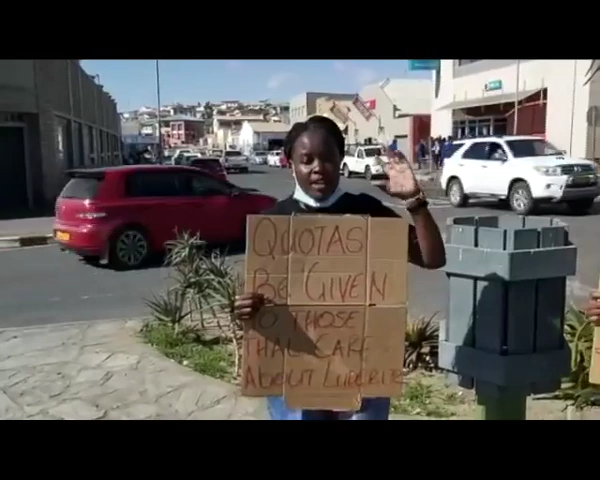 QUOTAS
BE GIVEN
TO THOSE
THAT CARE
ABOUT LUDERITZ